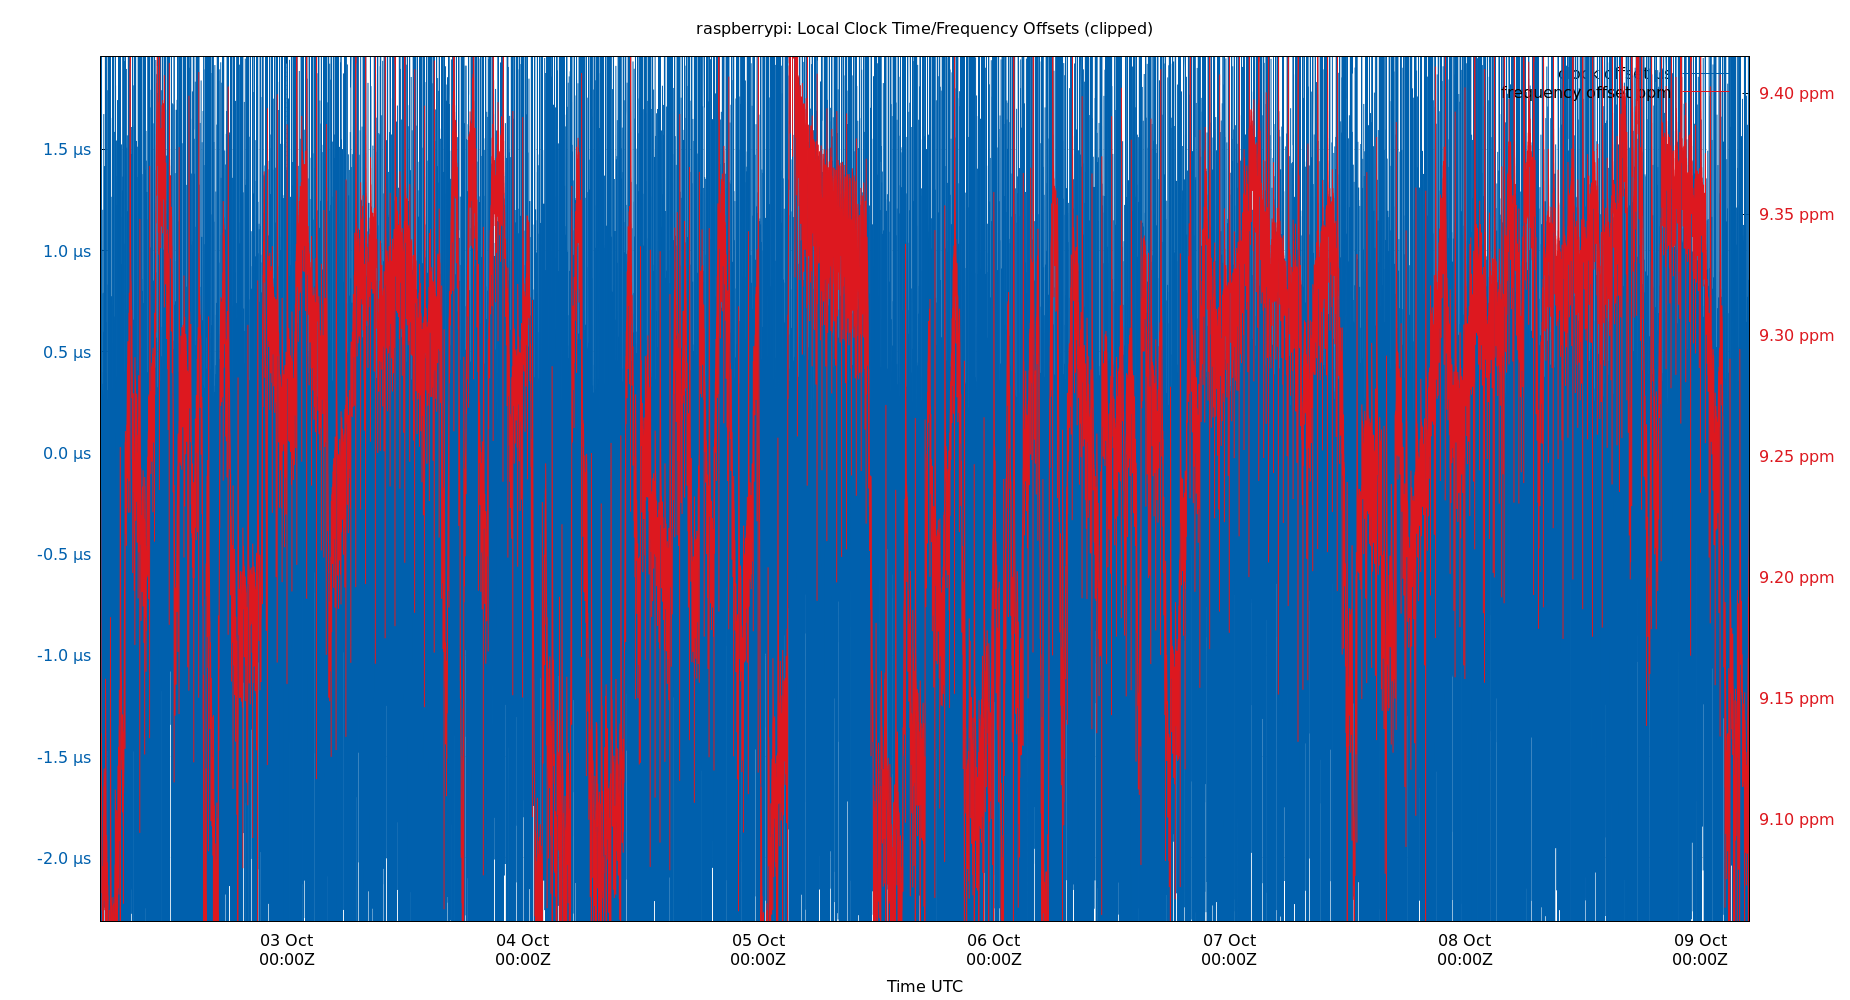 raspberrypi: Local Clock Time/Frequency Offsets (clipped)
clock offset µs
frequency offset ppm
1.5 µs
1.0 µs
0.5 µs
0.0 µs
-0.5 µs
-1.0 µs
-1.5 µs
-2.0 µs
9.40 ppm
9.35 ppm
9.30 ppm
9.25 ppm
9.20 ppm
9.15 ppm
9.10 ppm
03 Oct
00:00Z
04 Oct
00:00Z
05 Oct
00:00Z
06 Oct
00:00Z
07 Oct
00:00Z
08 Oct
00:00Z
09 Oct
00:00Z
Time UTC